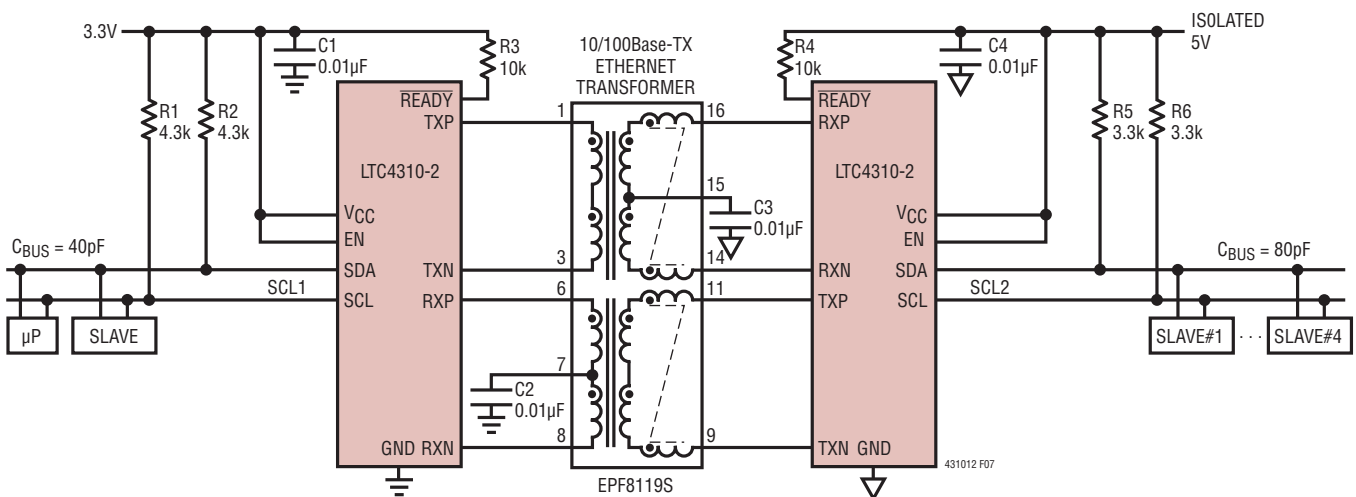 3.3V
C1
0.01µF
R3
10k
R1
4.3k
R2
4.3k
READY
TXP
LTC4310-2
VCC
EN
SDA
SCL
TXN
RXP
GND RXN
CBUS = 40pF
SCL1
µP
SLAVE
10/100Base-TX
ETHERNET
TRANSFORMER
1
3
6
7
8
16
15
14
11
9
C2
0.01µF
C3
0.01µF
EPF8119S
ISOLATED
5V
R4
10k
C4
0.01µF
READY
RXP
LTC4310-2
VCC
EN
RXN
SDA
TXP
SCL
TXN GND
R5
3.3k
R6
3.3k
CBUS = 80pF
SCL2
SLAVE#1 · · · SLAVE#4
431012 F07